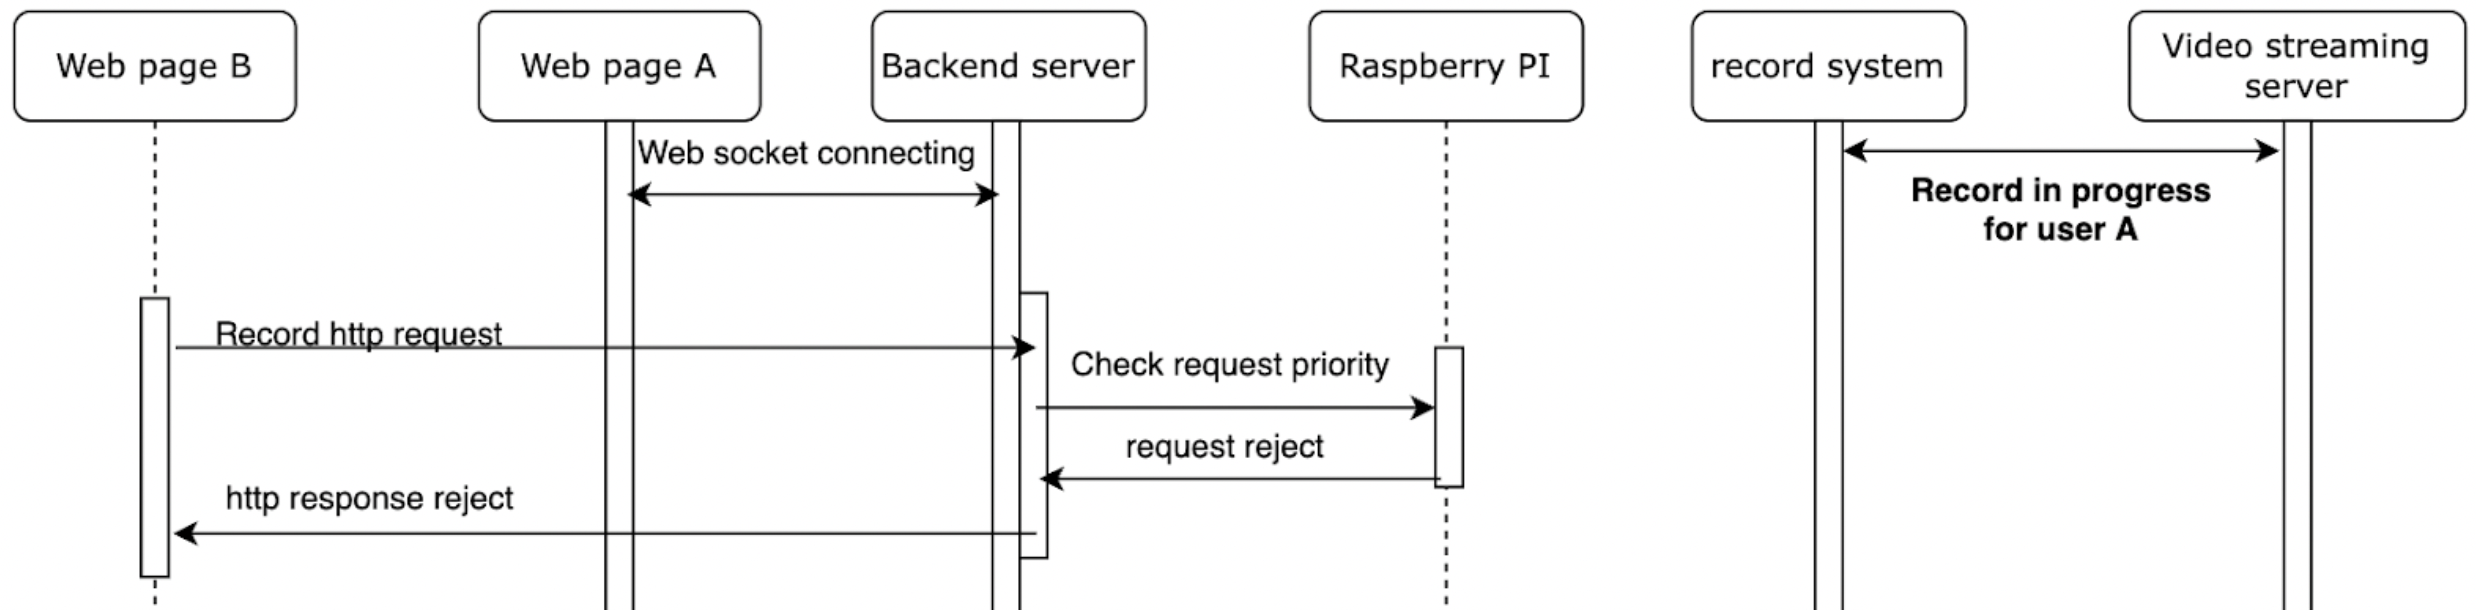 Web page B
Web page A
Backend server
Raspberry PI
record system
Video streaming
server
Web socket connecting
Record in progress
for user A
Record http request
Check request priority
request reject
http response reject